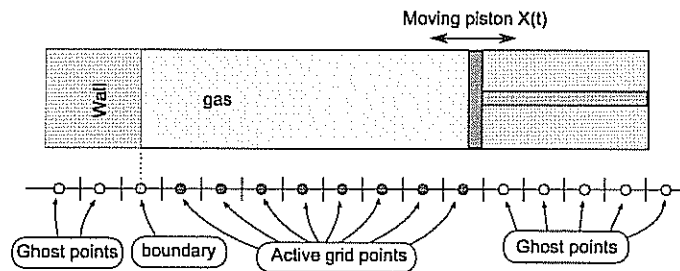 Moving piston X(t)
Wall
gas
Ghost points
boundary
Active grid points
Ghost points